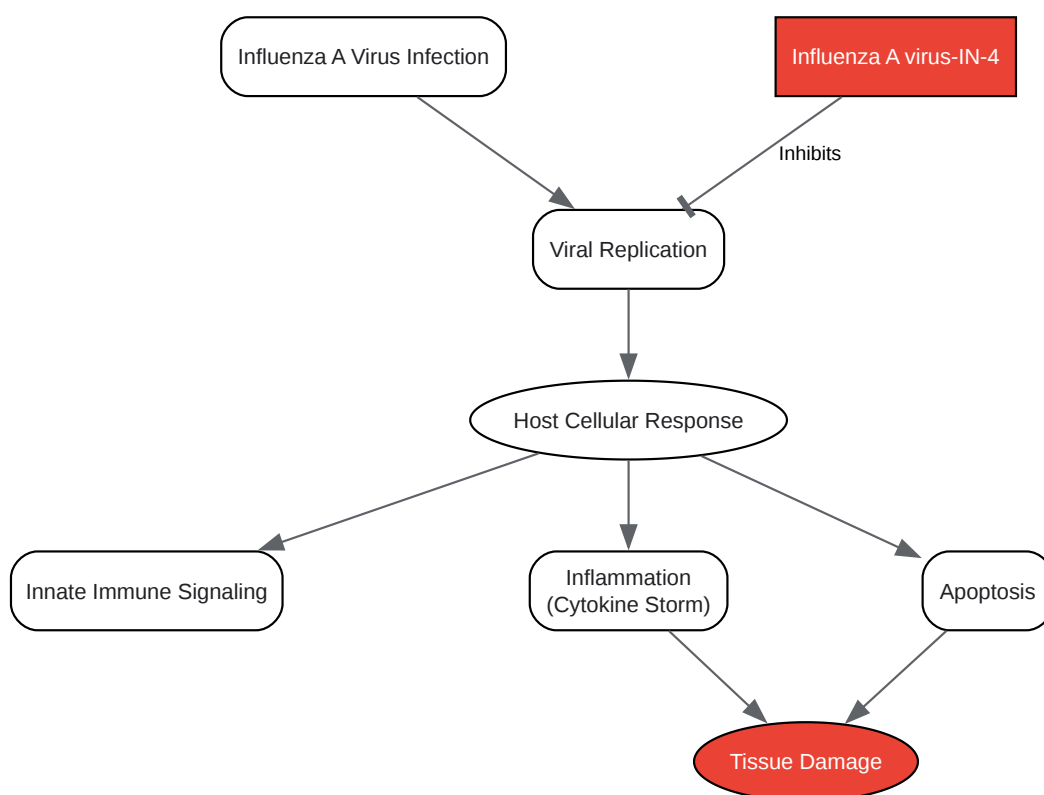 Influenza A Virus Infection
Influenza A virus-IN-4
Inhibits
Viral Replication
Host Cellular Response
Innate Immune Signaling
Inflammation
(Cytokine Storm)
Apoptosis
Tissue Damage